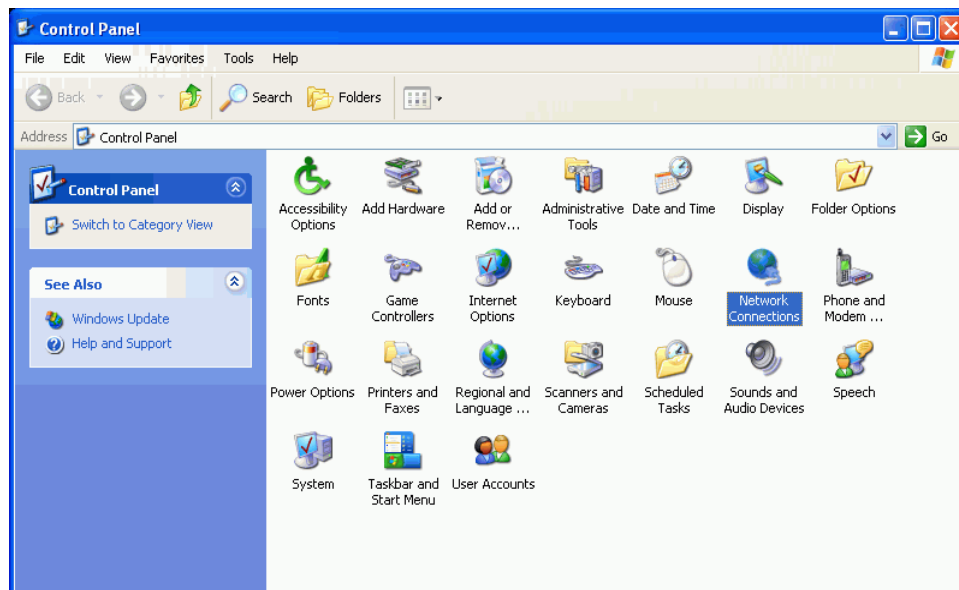 Control Panel
File Edit View Favorites Tools Help
Back Search Folders
Address Control Panel Go
Control Panel
Switch to Category View
See Also
Windows Update
Help and Support
Accessibility Options
Add Hardware
Add or Remov...
Administrative Tools
Date and Time
Display
Folder Options
Fonts
Game Controllers
Internet Options
Keyboard
Mouse
Network Connections
Phone and Modem ...
Power Options
Printers and Faxes
Regional and Language ...
Scanners and Cameras
Scheduled Tasks
Sounds and Audio Devices
Speech
System
Taskbar and Start Menu
User Accounts